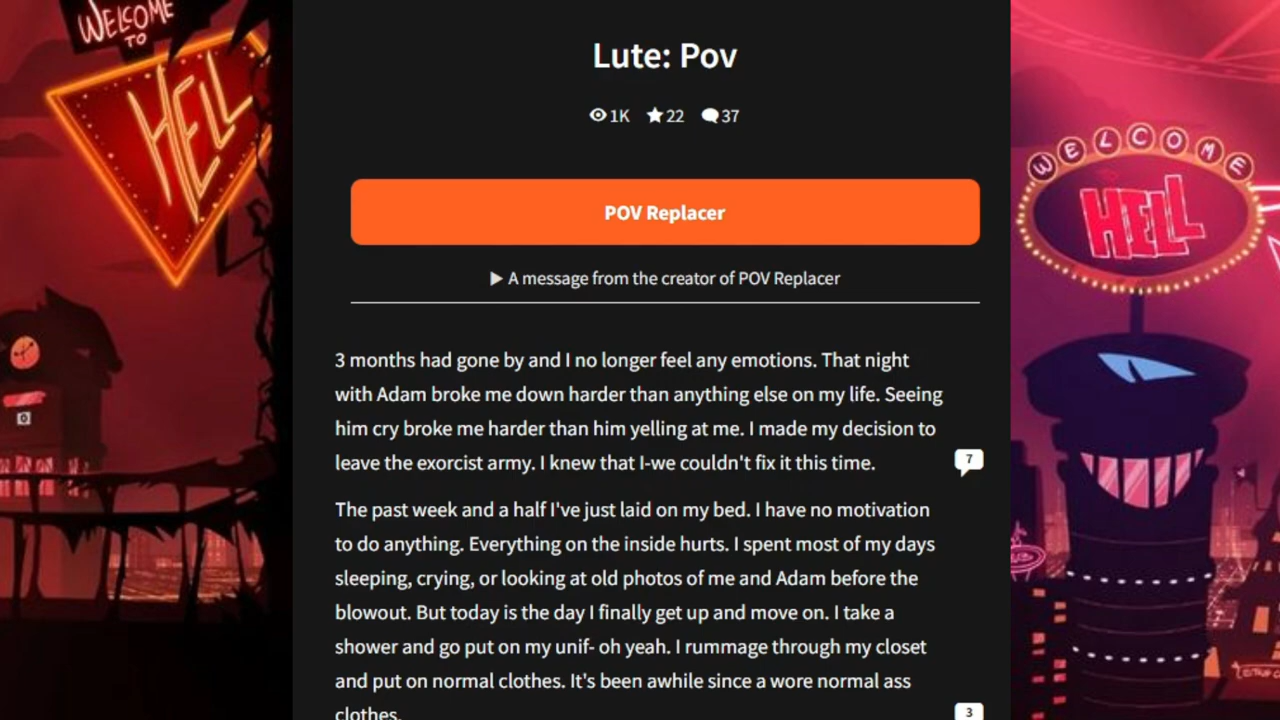 WELCOME
TO
HELL
Lute: Pov
1K 22 37
POV Replacer
▶ A message from the creator of POV Replacer
3 months had gone by and I no longer feel any emotions. That night
with Adam broke me down harder than anything else on my life. Seeing
him cry broke me harder than him yelling at me. I made my decision to
leave the exorcist army. I knew that I-we couldn't fix it this time.
7
The past week and a half I've just laid on my bed. I have no motivation
to do anything. Everything on the inside hurts. I spent most of my days
sleeping, crying, or looking at old photos of me and Adam before the
blowout. But today is the day I finally get up and move on. I take a
shower and go put on my unif- oh yeah. I rummage through my closet
and put on normal clothes. It's been awhile since a wore normal ass
clothes.
3
WELCOME
HELL